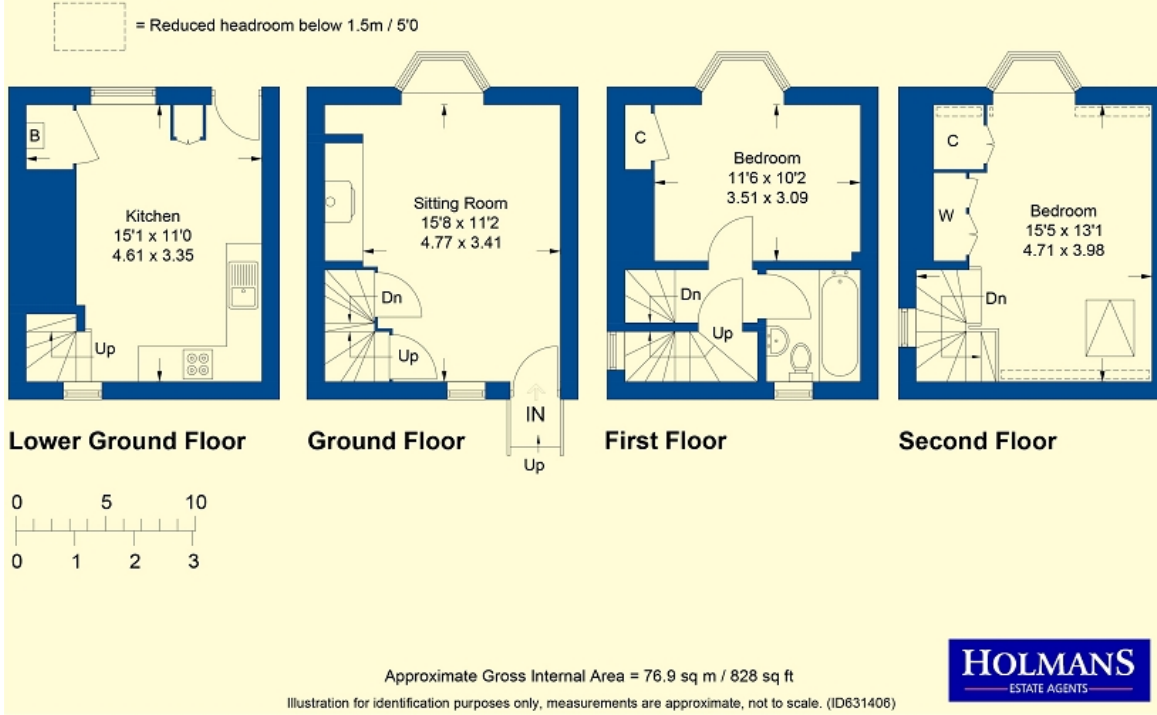 = Reduced headroom below 1.5m / 5'0
B
Kitchen
15'1 x 11'0
4.61 x 3.35
Up
Lower Ground Floor
Sitting Room
15'8 x 11'2
4.77 x 3.41
Dn
Up
IN
Up
Ground Floor
C
Bedroom
11'6 x 10'2
3.51 x 3.09
Dn
Up
First Floor
C
W
Bedroom
15'5 x 13'1
4.71 x 3.98
Dn
Second Floor
0 5 10
0 1 2 3
Approximate Gross Internal Area = 76.9 sq m / 828 sq ft
Illustration for identification purposes only, measurements are approximate, not to scale. (ID631406)
HOLMANS
ESTATE AGENTS